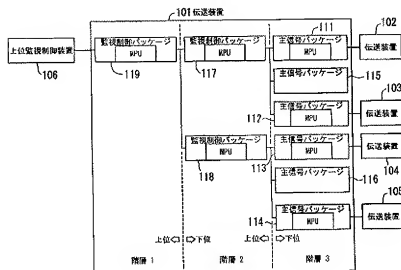 101 伝送装置
111
102
監視制御パッケージ
監視制御パッケージ
主信号パッケージ
上位監視制御装置
MPU
MPU
MPU
伝送装置
106
119
117
主信号パッケージ
115
103
主信号パッケージ
112
MPU
伝送装置
監視制御パッケージ
主信号パッケージ
MPU
MPU
伝送装置
118
113
104
主信号パッケージ
116
105
主信号パッケージ
114
MPU
伝送装置
上位 下位
上位 下位
階層 1
階層 2
階層 3